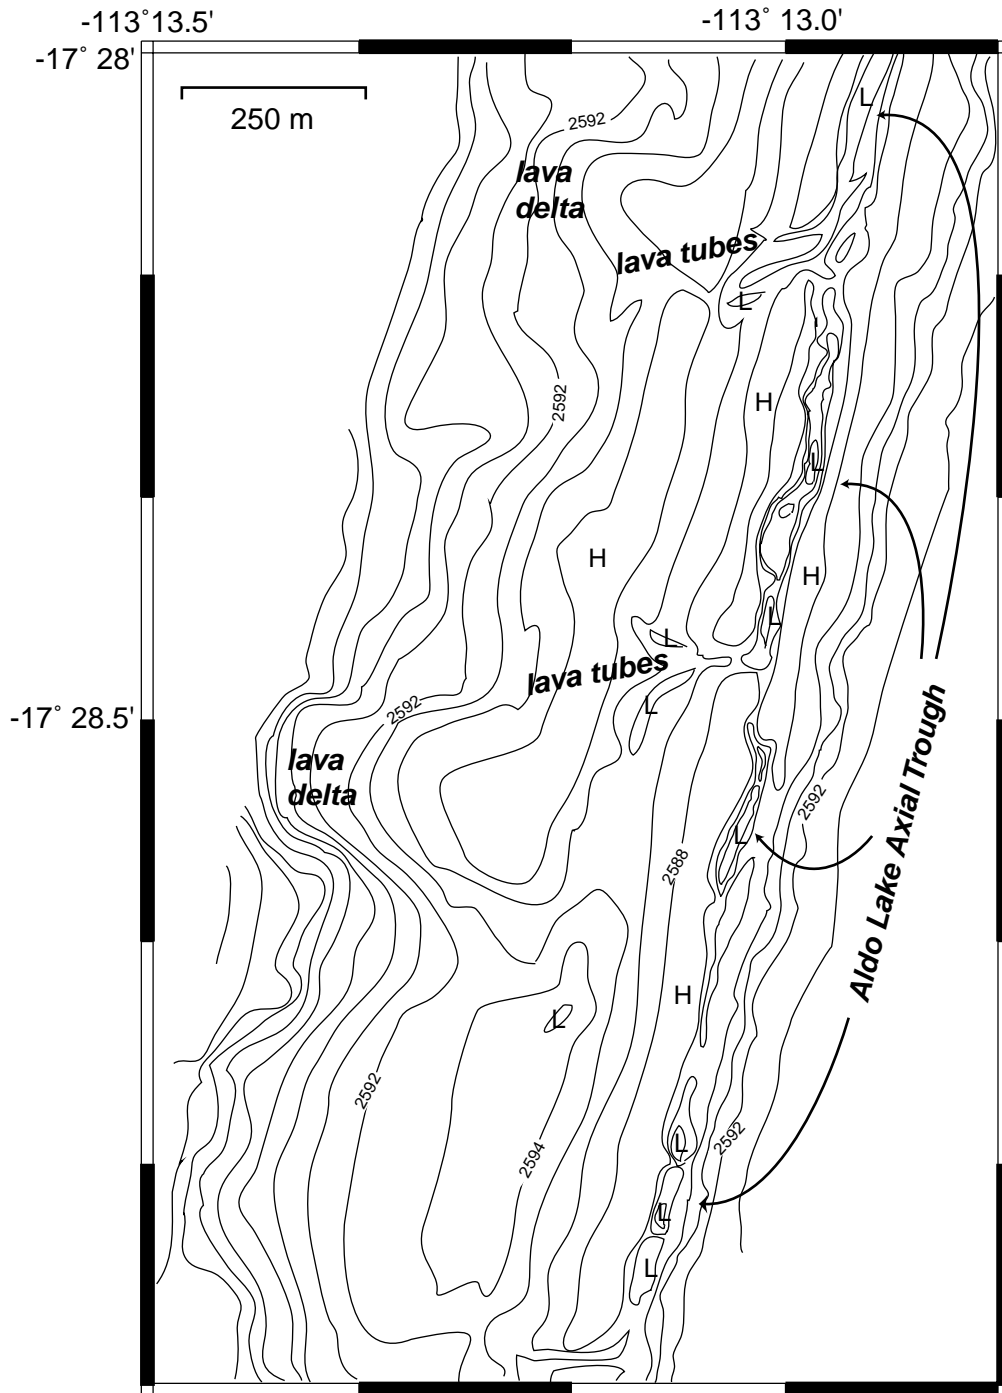 -113˚13.5'
-113˚ 13.0'
-17˚ 28'
L
250 m
2592
lava
delta
lava tubes
L
2592
H
L
H
H
L
L
lava tubes
L
-17˚ 28.5'
2592
lava
delta
2592
L
2588
Aldo Lake Axial Trough
H
L
2592
2594
2592
L
L
L